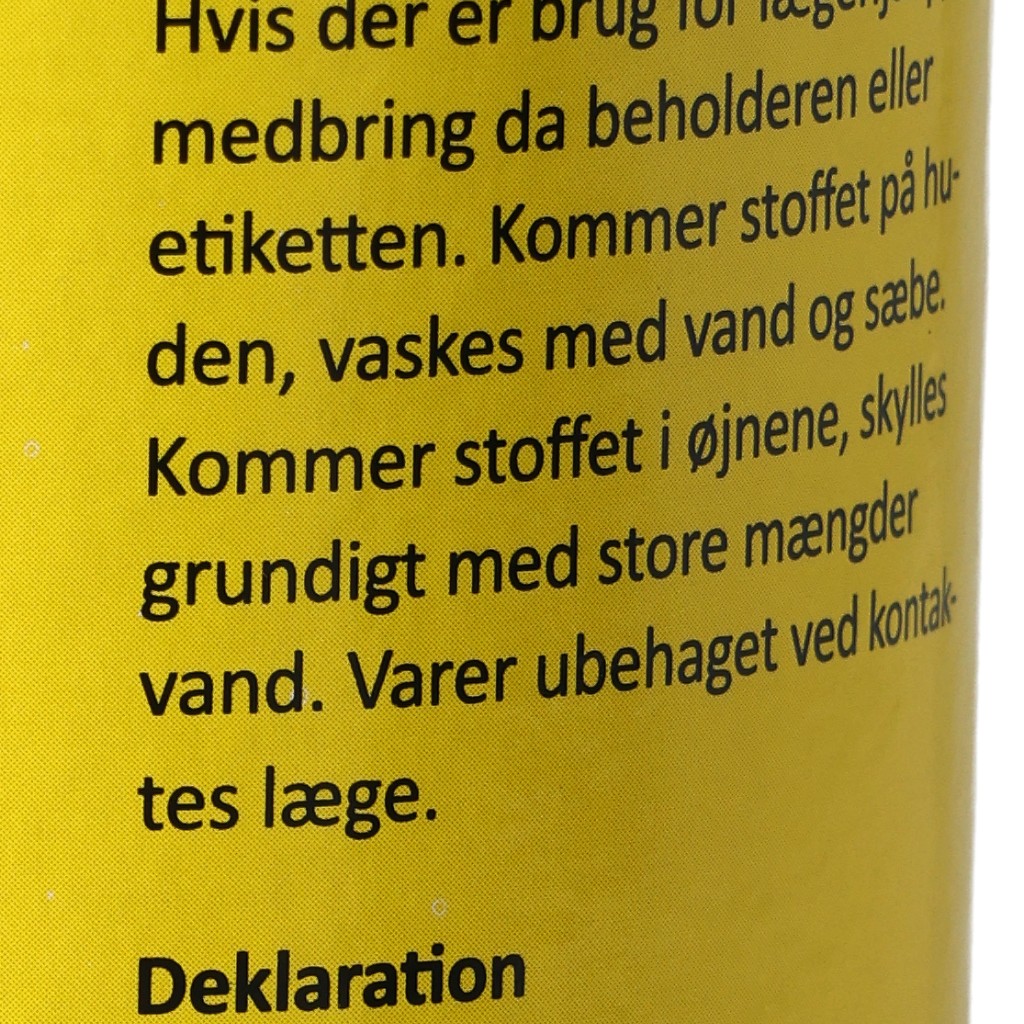 Hvis der er brug for
medbring da beholderen eller
etiketten. Kommer stoffet på hu-
den, vaskes med vand og sæbe.
Kommer stoffet i øjnene, skylles
grundigt med store mængder
vand. Varer ubehaget ved kontak-
tes læge.
Deklaration